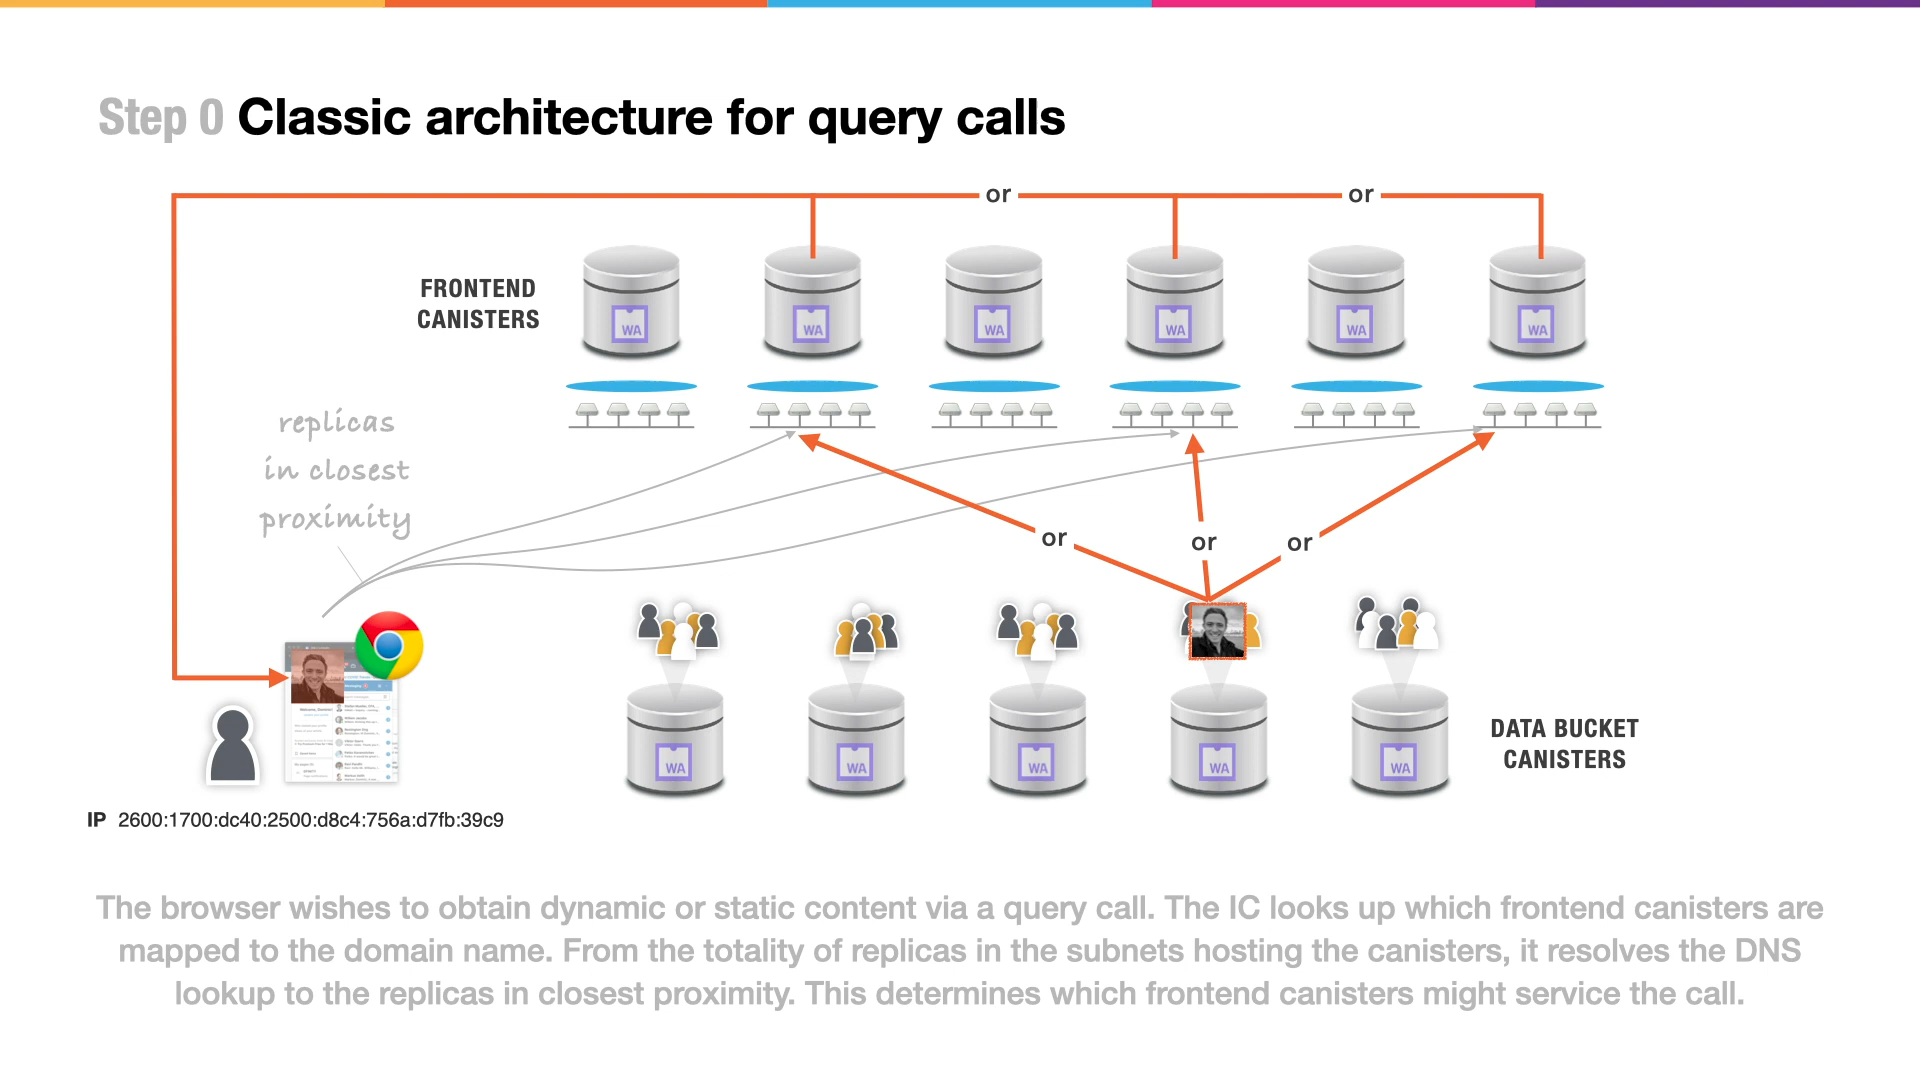 Step 0 Classic architecture for query calls
or
or
FRONTEND
CANISTERS
WA
WA
WA
WA
WA
WA
replicas
in closest
proximity
or
or
or
WA
WA
WA
WA
WA
DATA BUCKET
CANISTERS
IP 2600:1700:dc40:2500:d8c4:756a:d7fb:39c9
The browser wishes to obtain dynamic or static content via a query call. The IC looks up which frontend canisters are
mapped to the domain name. From the totality of replicas in the subnets hosting the canisters, it resolves the DNS
lookup to the replicas in closest proximity. This determines which frontend canisters might service the call.